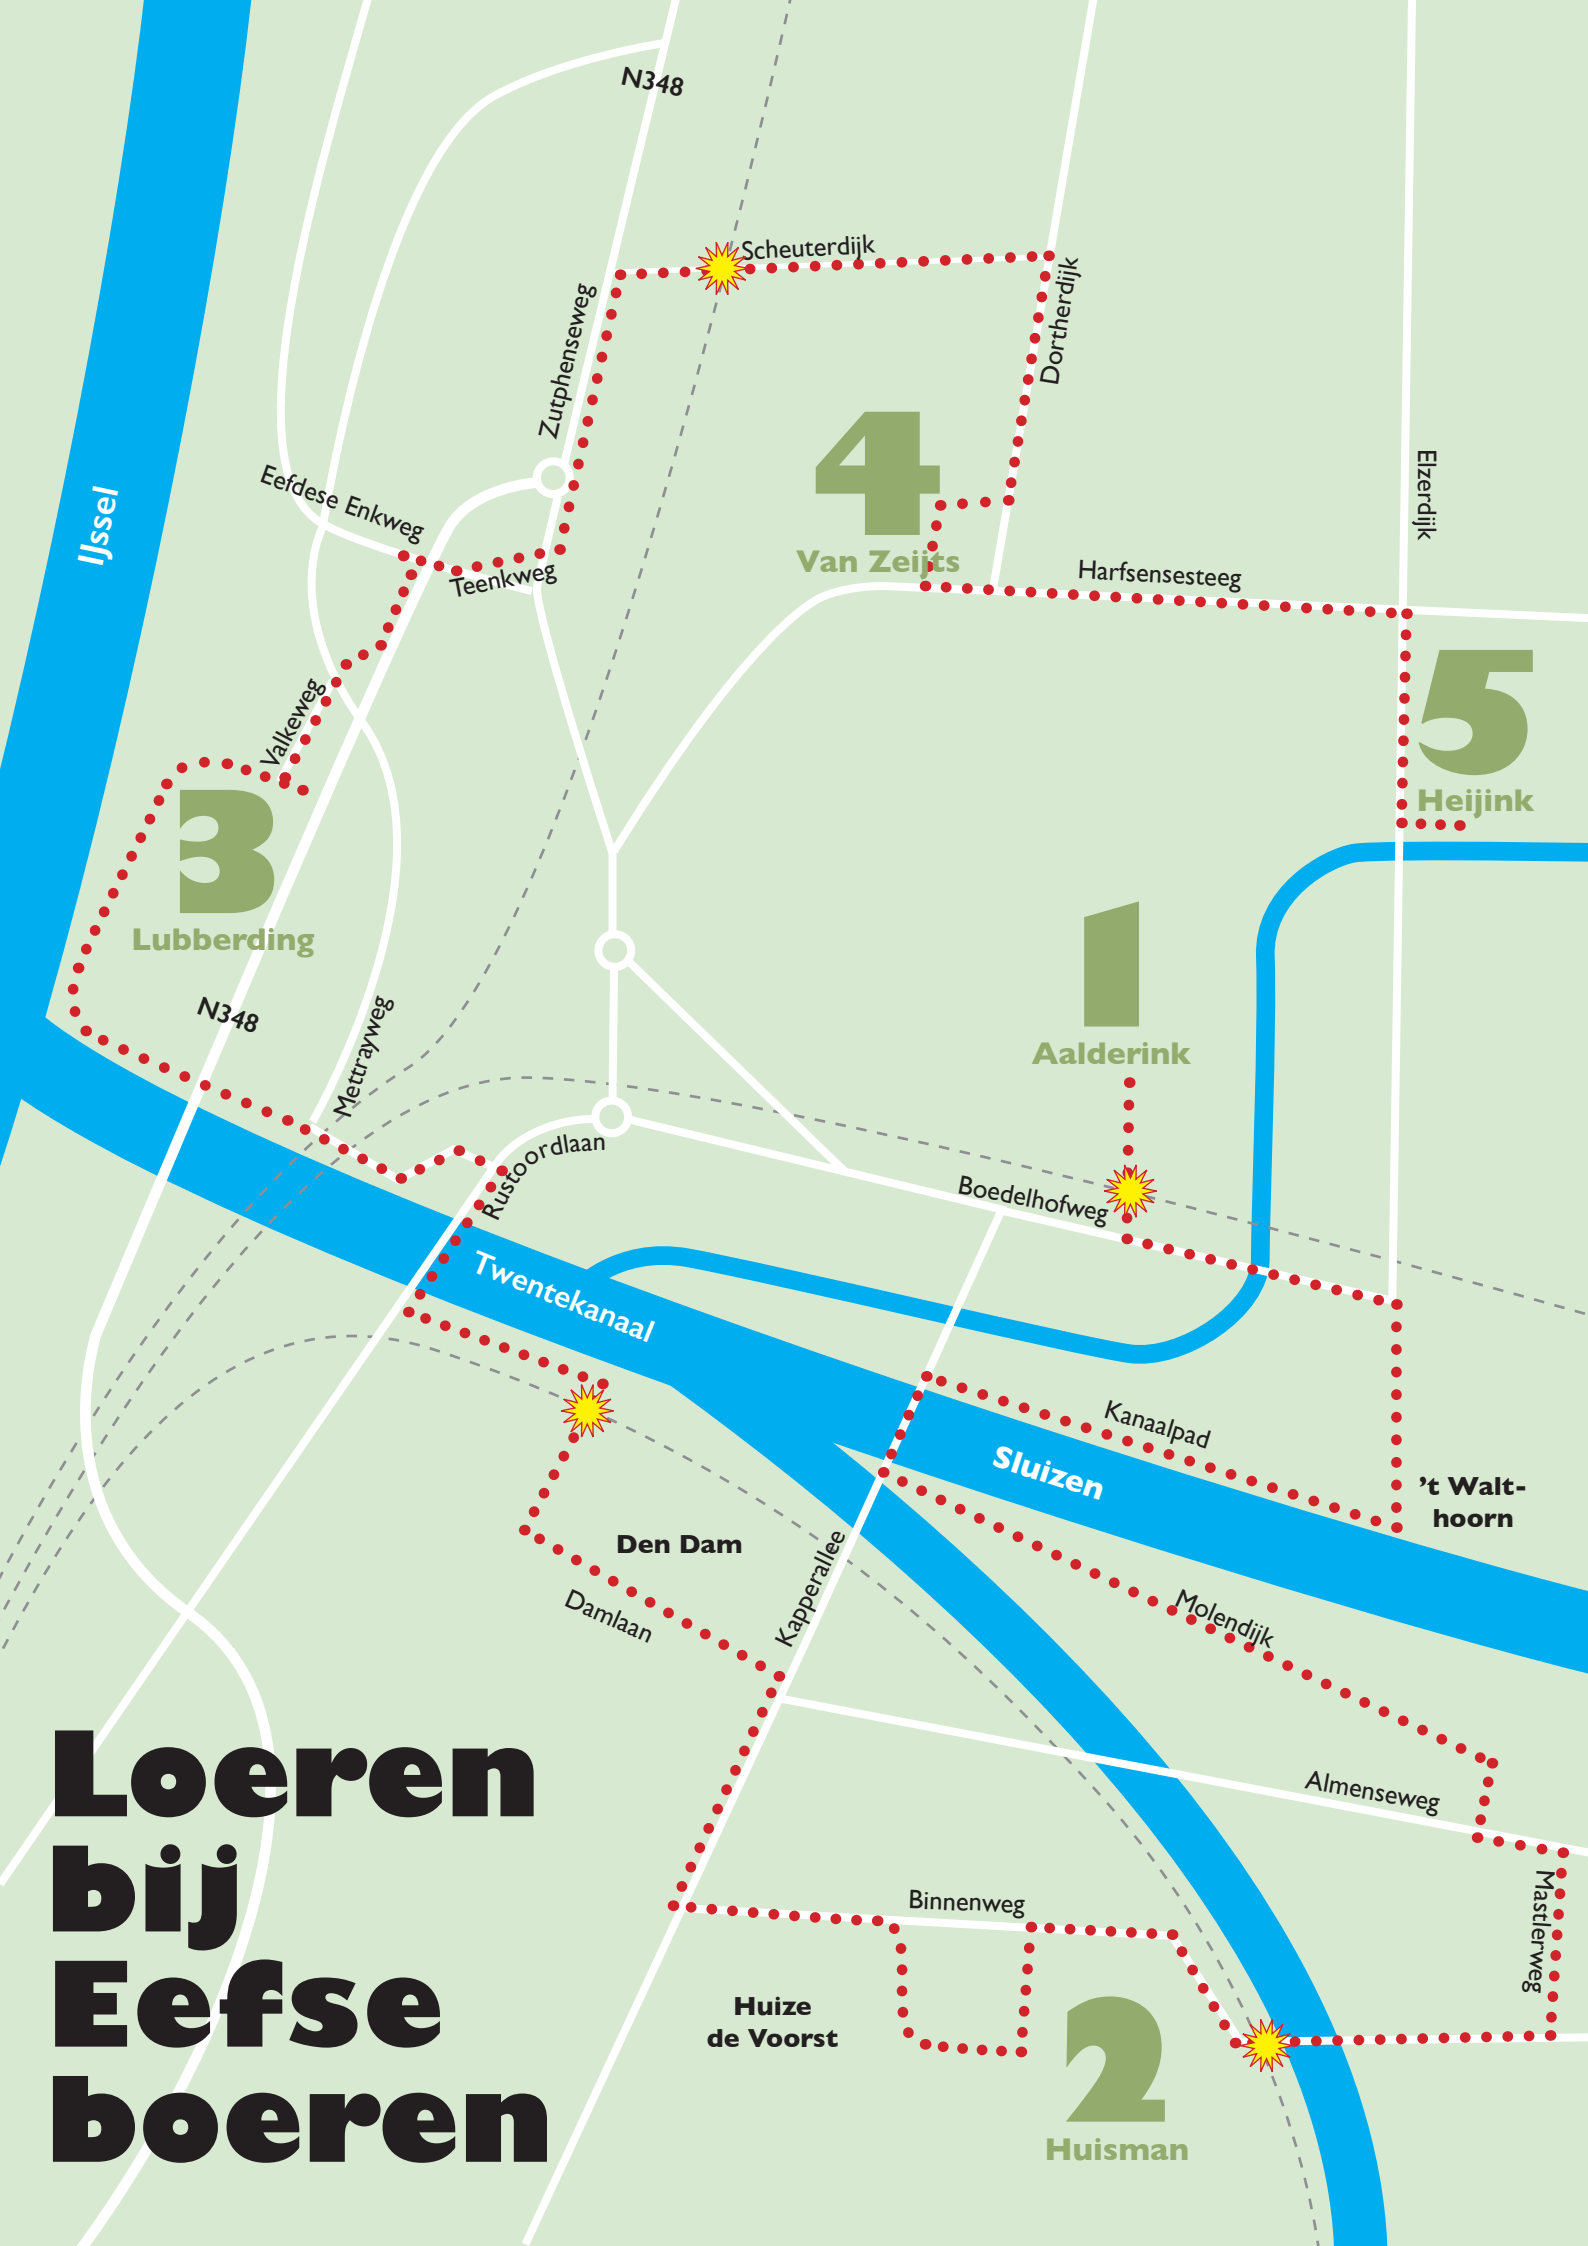 N348
Scheuterdijk
Zutphenseweg
Dortherdijk
4
Van Zeijts
Elzerdijk
Eefdese Enkweg
IJssel
Teenkweg
Harfsensesteeg
5
Heijink
Valkeweg
3
Lubberding
1
Aalderink
N348
Mettrayweg
Rustoordlaan
Boedelhofweg
Twentekanaal
Kanaalpad
Sluizen
't Walt-
hoorn
Den Dam
Kapperallee
Damlaan
Molendijk
Almenseweg
Mastlerweg
Binnenweg
Huize
de Voorst
2
Huisman
Loeren
bij
Eefse
boeren